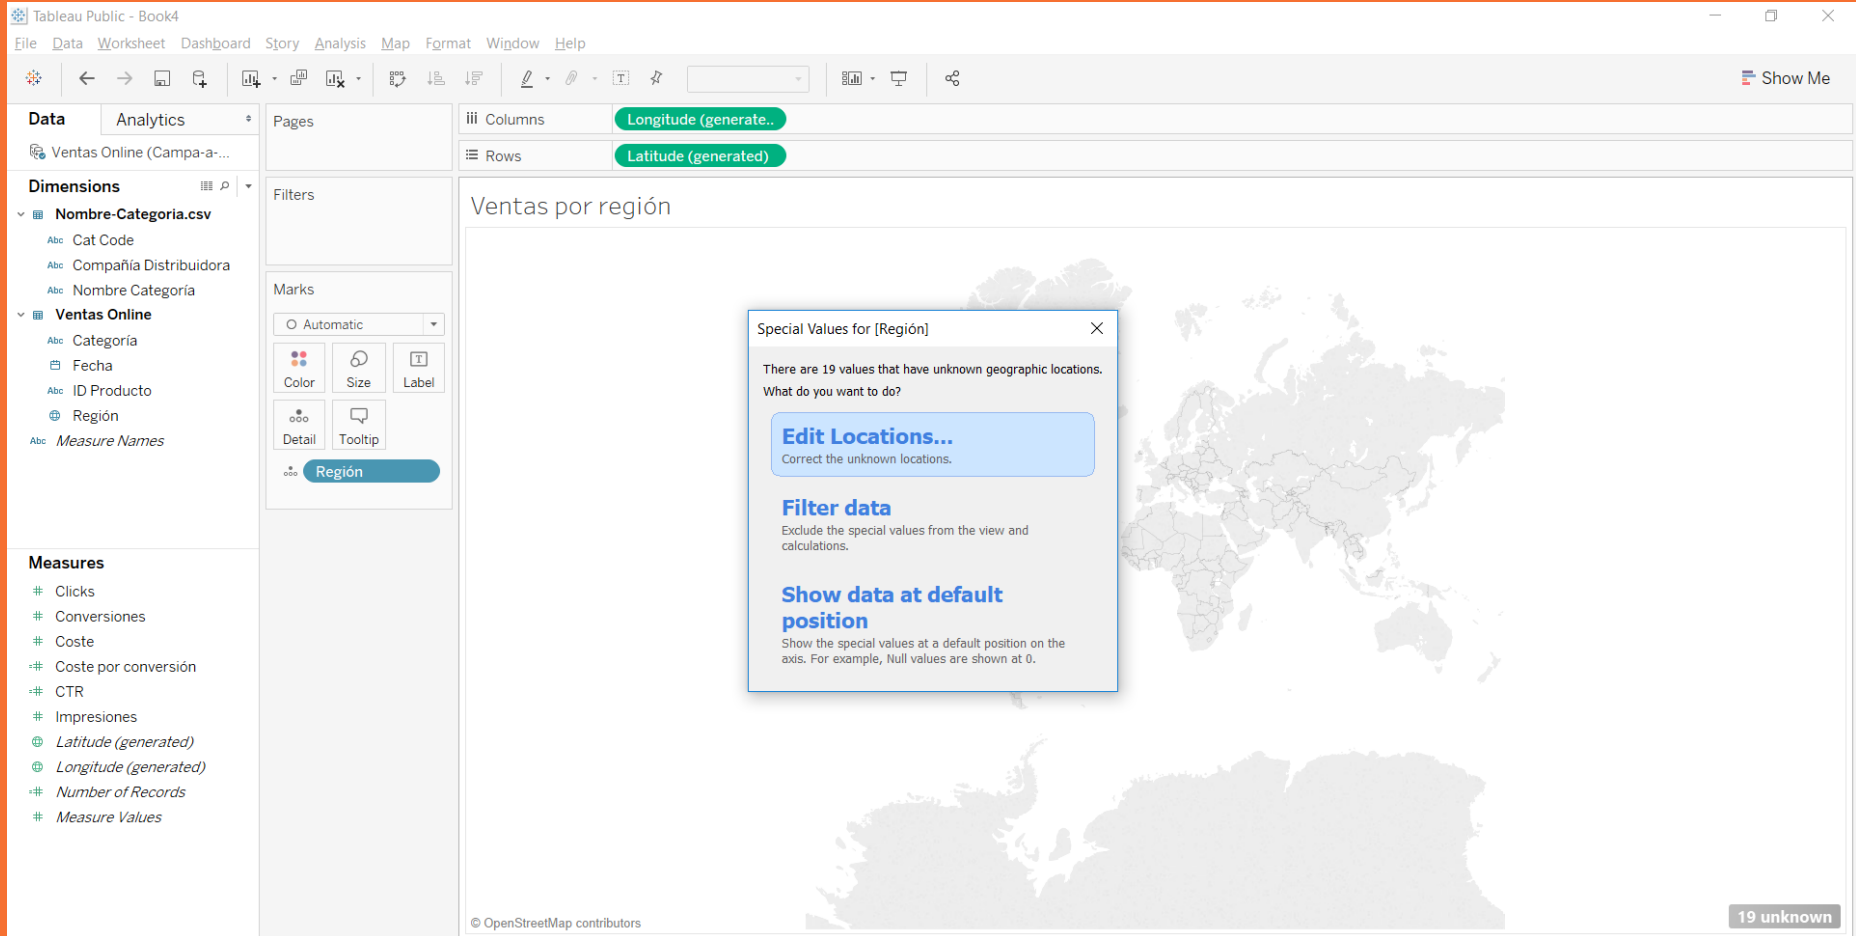 Tableau Public - Book4
File Data Worksheet Dashboard Story Analysis Map Format Window Help
Show Me
Data Analytics
Ventas Online (Campa-a-...
Dimensions
Nombre-Categoria.csv
Abc Cat Code
Abc Compañía Distribuidora
Abc Nombre Categoría
Ventas Online
Abc Categoría
Fecha
Abc ID Producto
Región
Abc Measure Names
Measures
Clicks
Conversiones
Coste
Coste por conversión
CTR
Impresiones
Latitude (generated)
Longitude (generated)
Number of Records
Measure Values
Pages
Filters
Marks
Automatic
Color Size Label
Detail Tooltip
Región
Columns Longitude (generate..
Rows Latitude (generated)
Ventas por región
Special Values for [Región]
There are 19 values that have unknown geographic locations.
What do you want to do?
Edit Locations...
Correct the unknown locations.
Filter data
Exclude the special values from the view and
calculations.
Show data at default
position
Show the special values at a default position on the
axis. For example, Null values are shown at 0.
© OpenStreetMap contributors
19 unknown